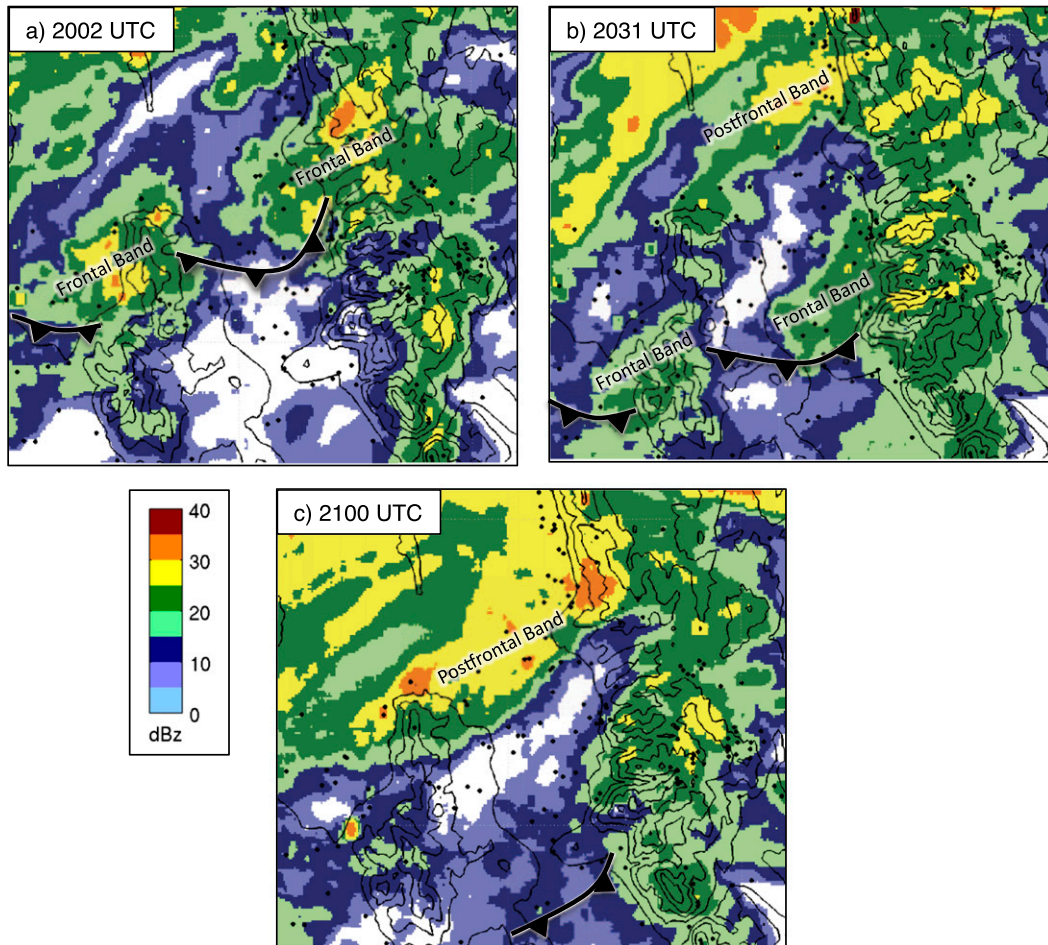 a) 2002 UTC
b) 2031 UTC
Frontal Band
Frontal Band
Postfrontal Band
Frontal Band
Frontal Band
c) 2100 UTC
40
30
20
10
0
dBz
Postfrontal Band